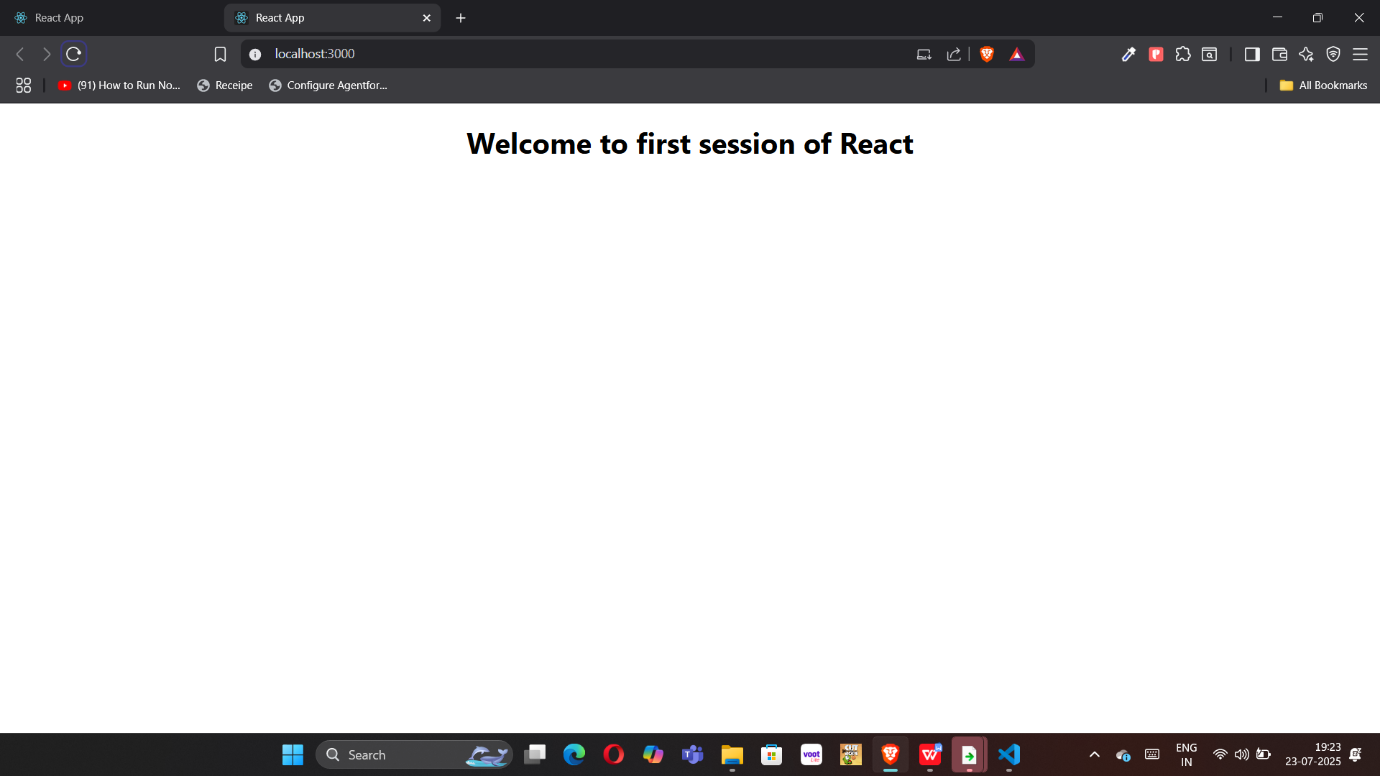 React App
React App
localhost:3000
(91) How to Run No...
Receipe
Configure Agentfor...
All Bookmarks
Welcome to first session of React
Search
voot
ENG
IN
19:23
23-07-2025